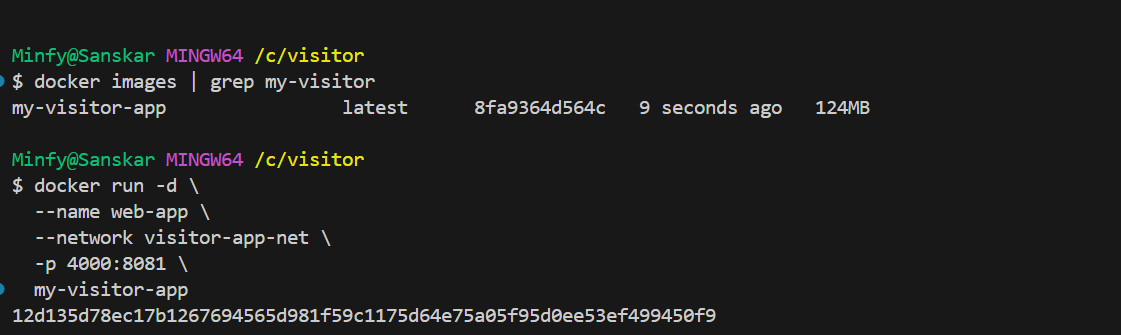 Minfy@Sanskar MINGW64 /c/visitor
$ docker images | grep my-visitor
my-visitor-app                latest      8fa9364d564c   9 seconds ago   124MB
Minfy@Sanskar MINGW64 /c/visitor
$ docker run -d \
  --name web-app \
  --network visitor-app-net \
  -p 4000:8081 \
  my-visitor-app
12d135d78ec17b1267694565d981f59c1175d64e75a05f95d0ee53ef499450f9